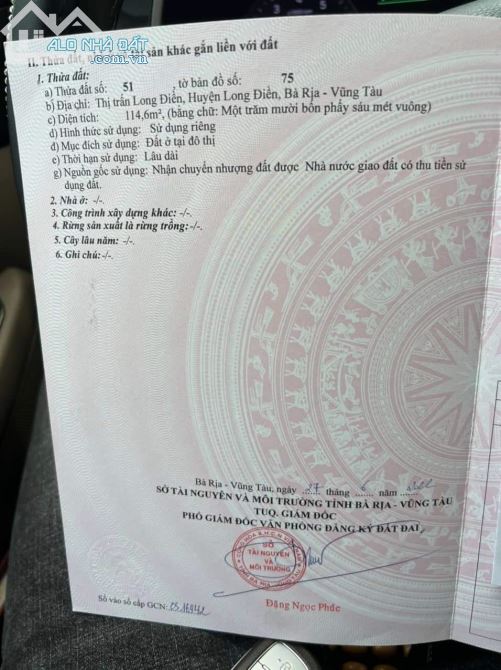 ALO NHÀ ĐẤT
.com.vn
II. Thửa đất, sản khác gắn liền với đất
1. Thửa đất:
a) Thửa đất số: 51 , tờ bản đồ số: 75
b) Địa chỉ: Thị trấn Long Điền, Huyện Long Điền, Bà Rịa - Vũng Tàu
c) Diện tích: 114,6m², (bằng chữ: Một trăm mười bốn phẩy sáu mét vuông)
d) Hình thức sử dụng: Sử dụng riêng
đ) Mục đích sử dụng: Đất ở tại đô thị
e) Thời hạn sử dụng: Lâu dài
g) Nguồn gốc sử dụng: Nhận chuyển nhượng đất được Nhà nước giao đất có thu tiền sử
dụng đất.
2. Nhà ở: -/-.
3. Công trình xây dựng khác: -/-.
4. Rừng sản xuất là rừng trồng: -/-.
5. Cây lâu năm: -/-.
6. Ghi chú: -/-.
Bà Rịa - Vũng Tàu, ngày 27 tháng 6 năm
SỞ TÀI NGUYÊN VÀ MÔI TRƯỜNG TỈNH BÀ RỊA - VŨNG TÀU
TUQ. GIÁM ĐỐC
PHÓ GIÁM ĐỐC VĂN PHÒNG ĐĂNG KÝ ĐẤT ĐAI
SỞ
TÀI NGUYÊN
VÀ
MÔI TRƯỜNG
Đặng Ngọc Phúc
Số vào sổ cấp GCN: